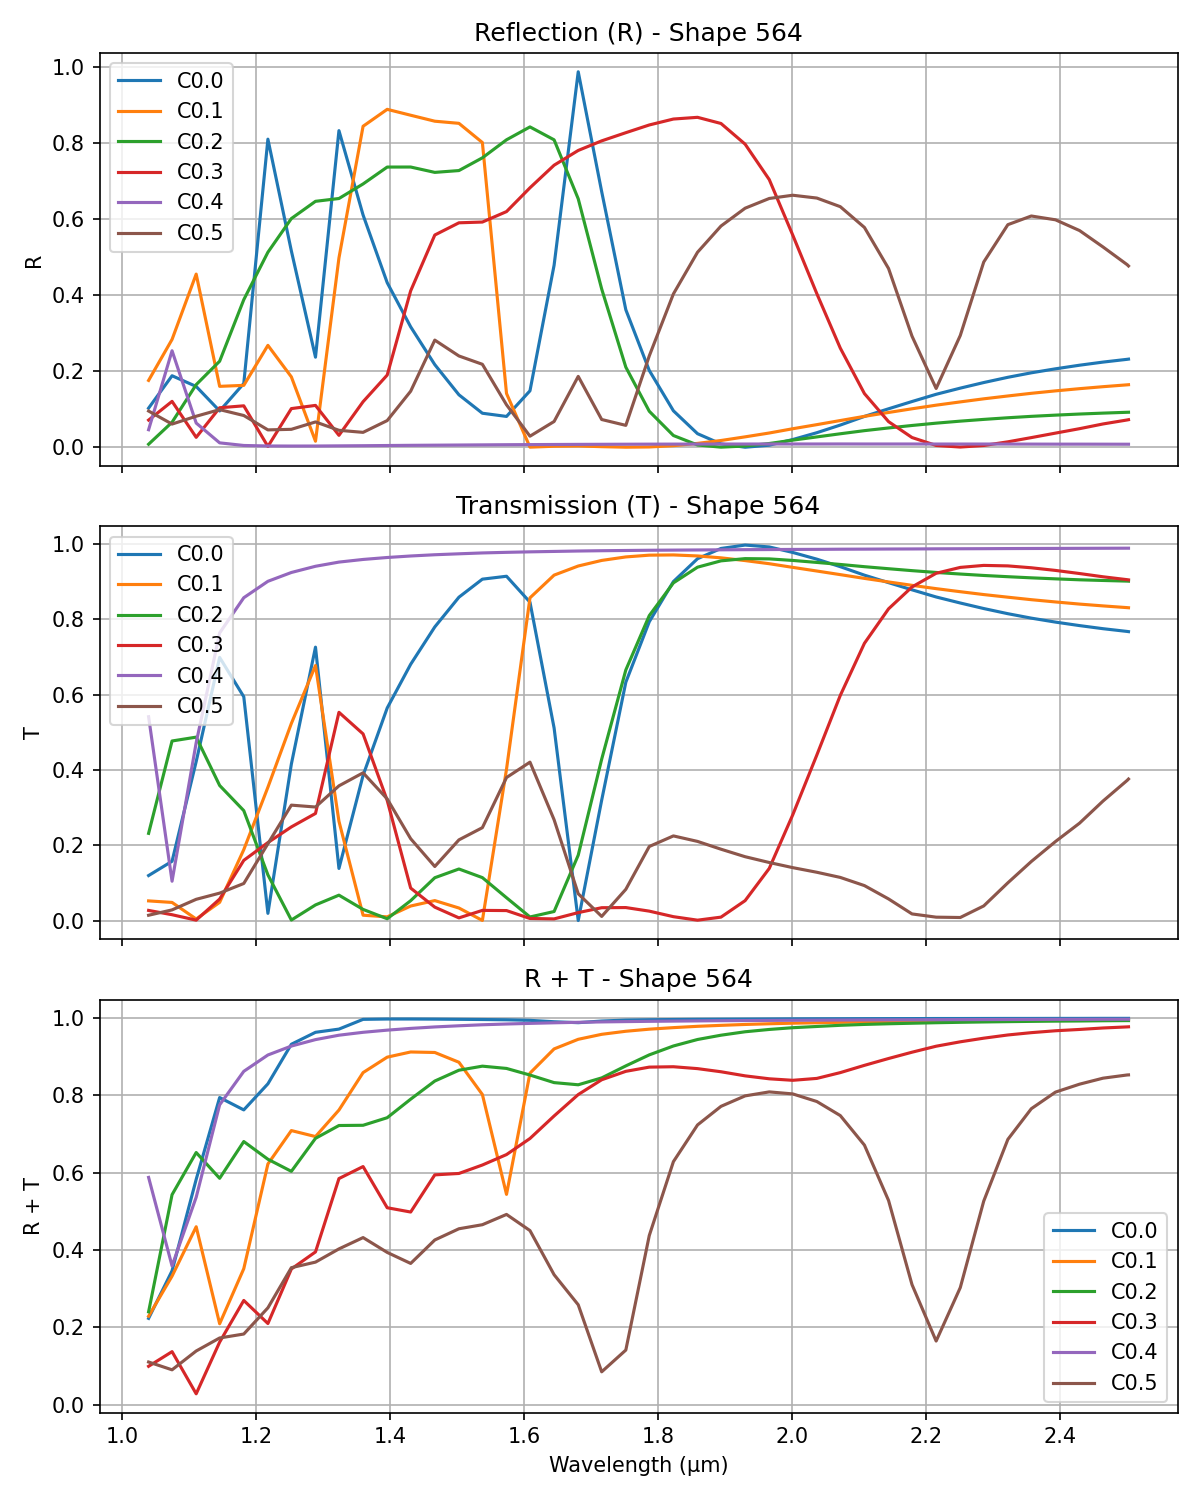 Reflection (R) - Shape 564
1.0
0.8
0.6
0.4
0.2
0.0
R
C0.0
C0.1
C0.2
C0.3
C0.4
C0.5
Transmission (T) - Shape 564
1.0
0.8
0.6
0.4
0.2
0.0
T
C0.0
C0.1
C0.2
C0.3
C0.4
C0.5
R + T - Shape 564
1.0
0.8
0.6
0.4
0.2
0.0
R + T
C0.0
C0.1
C0.2
C0.3
C0.4
C0.5
1.0 1.2 1.4 1.6 1.8 2.0 2.2 2.4
Wavelength (μm)